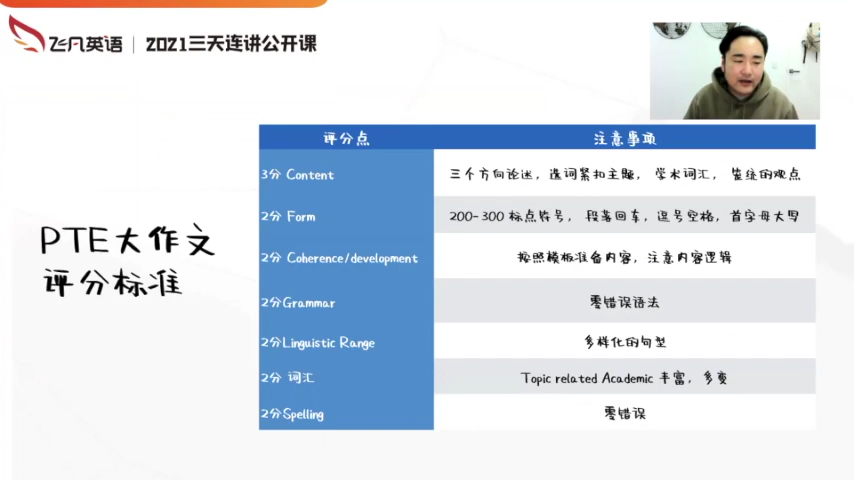 飞凡英语 | 2021三天连讲公开课
PTE大作文
评分标准
评分点 注意事项
3分 Content 三个方向论述，选词紧扣主题， 学术词汇， 笼统的观点
2分 Form 200-300 标点符号， 段落回车，逗号空格，首字母大写
2分 Coherence/development 按照模板准备内容，注意内容逻辑
2分Grammar 零错误语法
2分Linguistic Range 多样化的句型
2分 词汇 Topic related Academic 丰富， 多变
2分Spelling 零错误